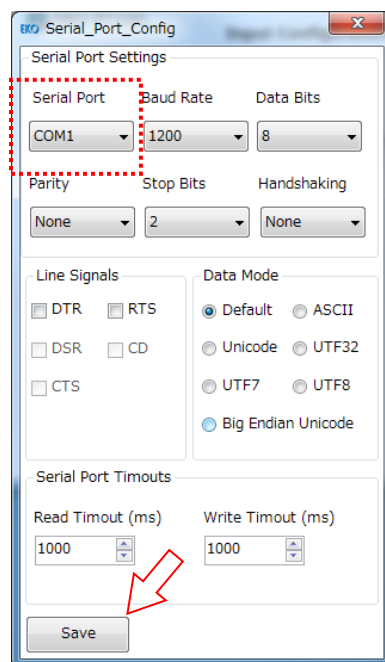 EKO Serial_Port_Config
Serial Port Settings
Serial Port Baud Rate Data Bits
COM1 1200 8
Parity Stop Bits Handshaking
None 2 None
Line Signals
DTR RTS
DSR CD
CTS
Data Mode
Default ASCII
Unicode UTF32
UTF7 UTF8
Big Endian Unicode
Serial Port Timouts
Read Timout (ms) Write Timout (ms)
1000 1000
Save